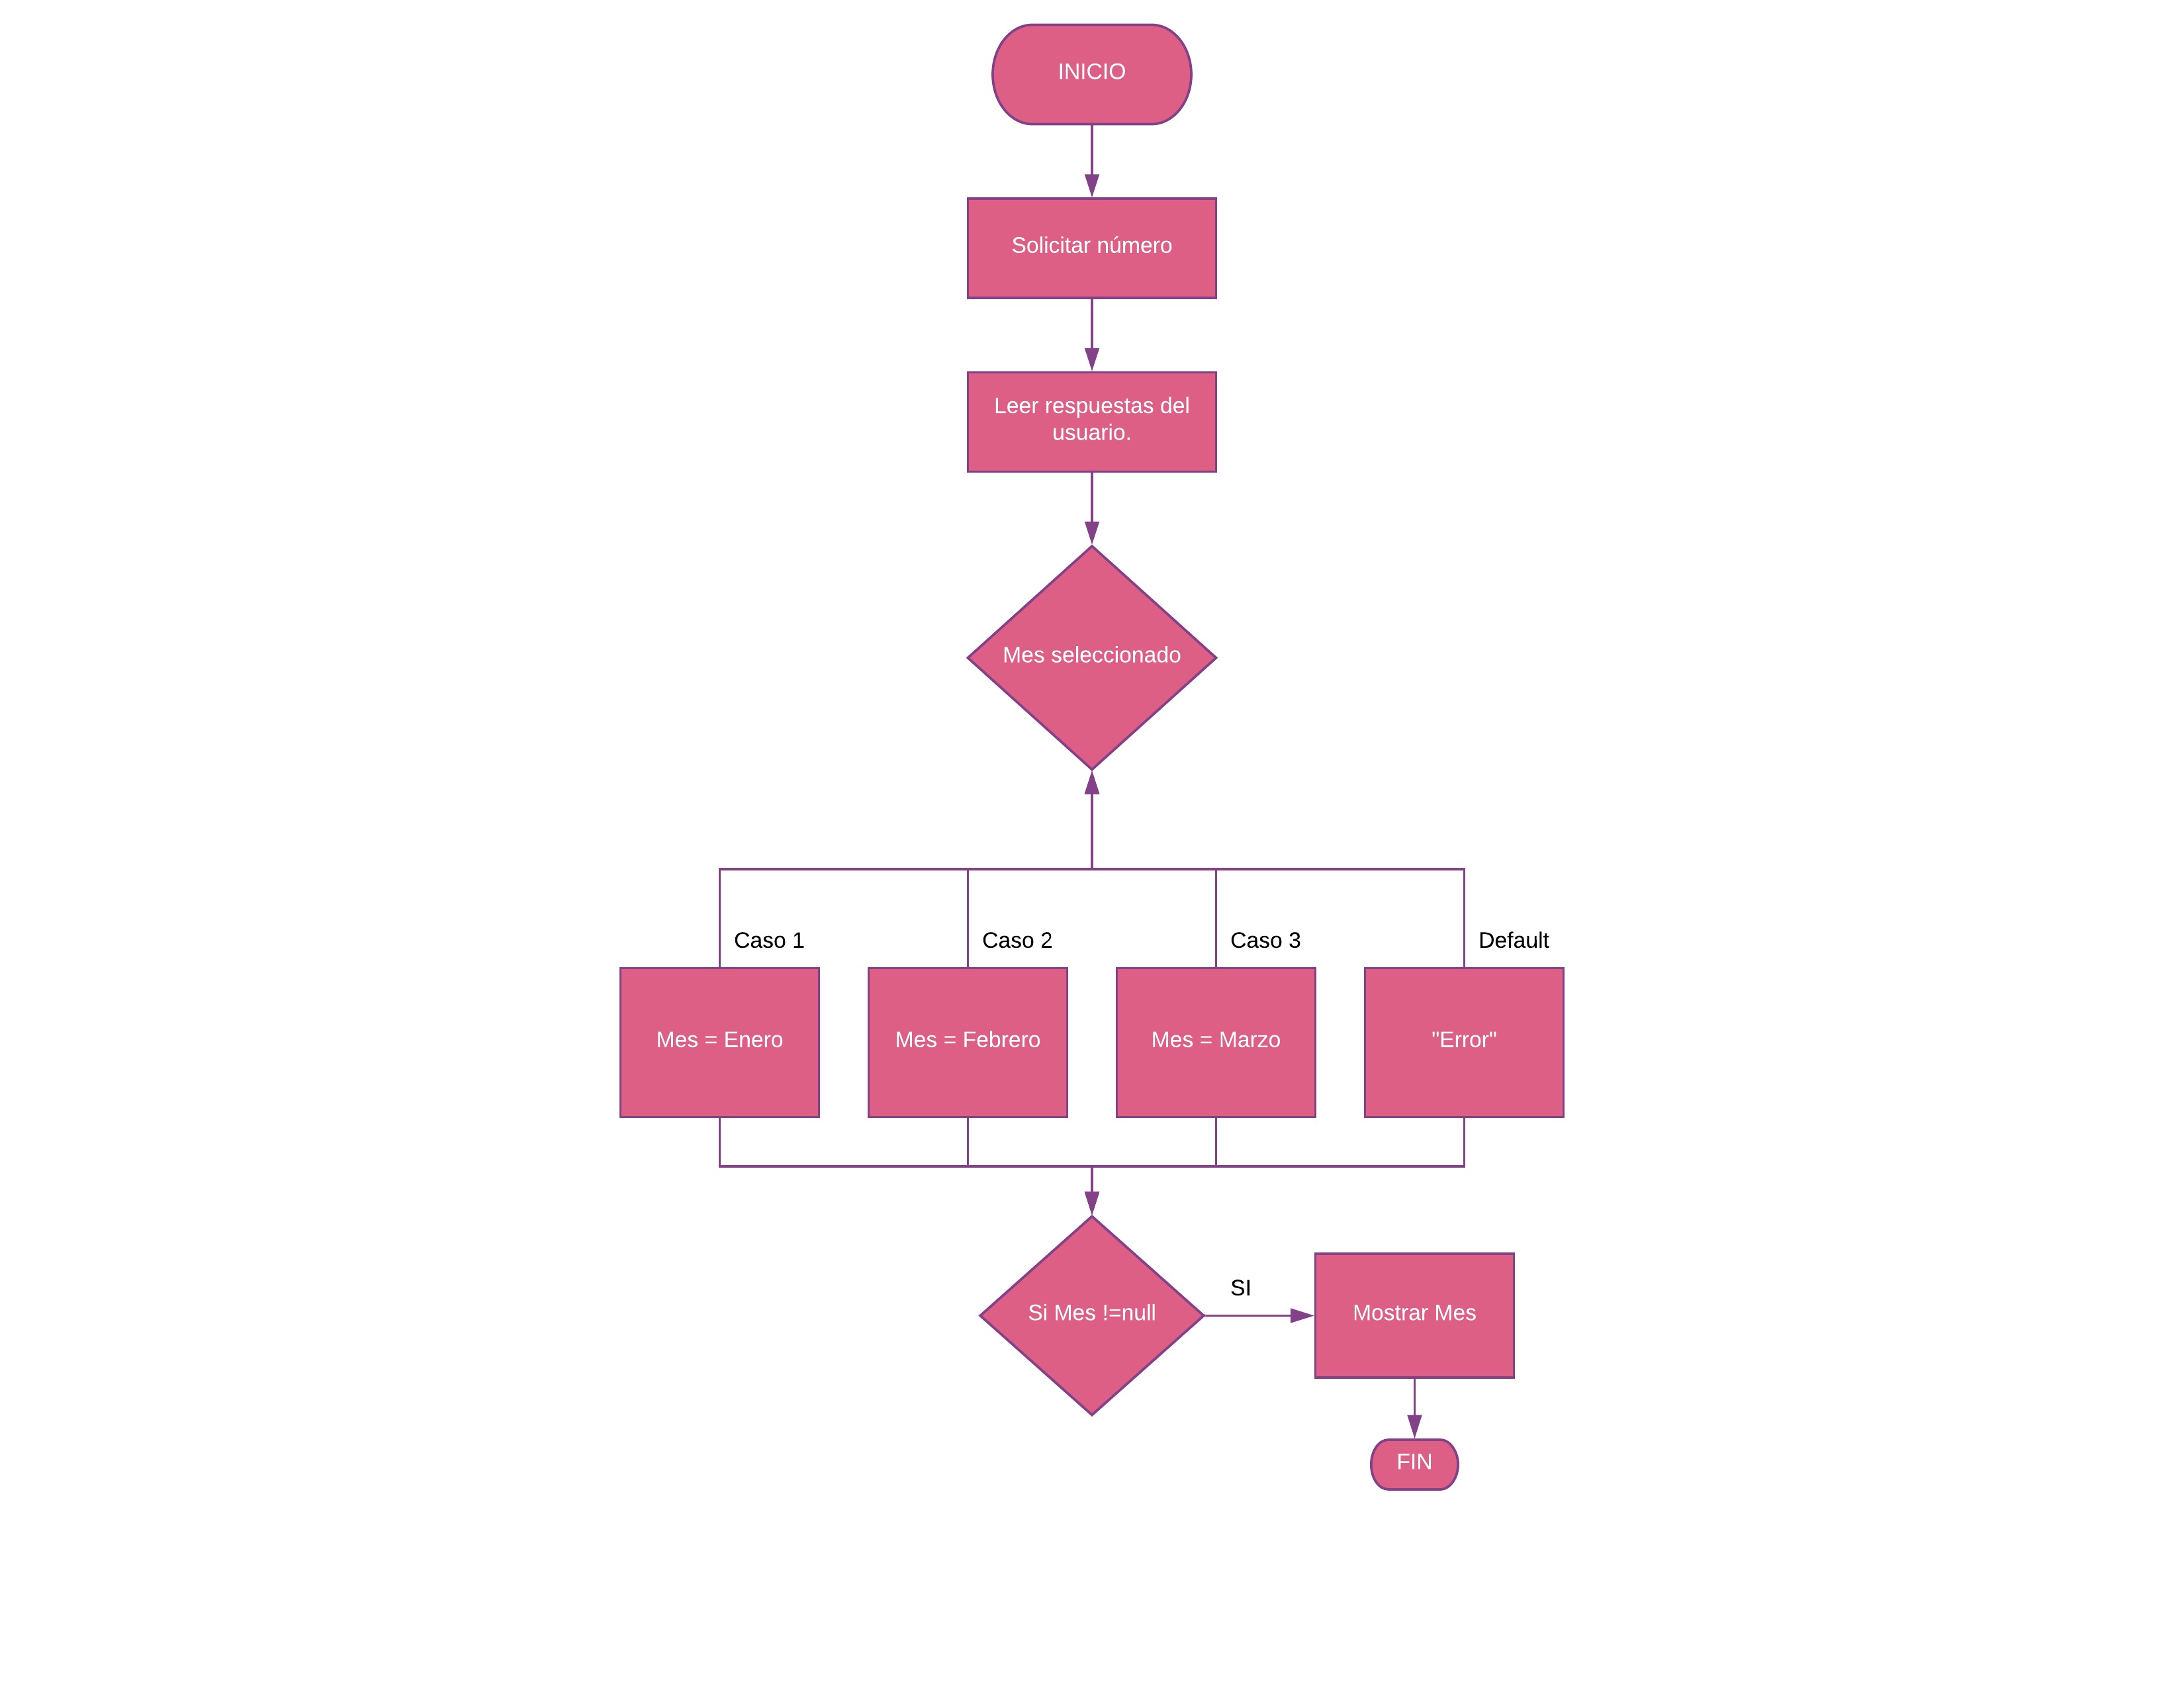 INICIO
Solicitar número
Leer respuestas del
usuario.
Mes seleccionado
Caso 1
Caso 2
Caso 3
Default
Mes = Enero
Mes = Febrero
Mes = Marzo
"Error"
Si Mes !=null
SI
Mostrar Mes
FIN